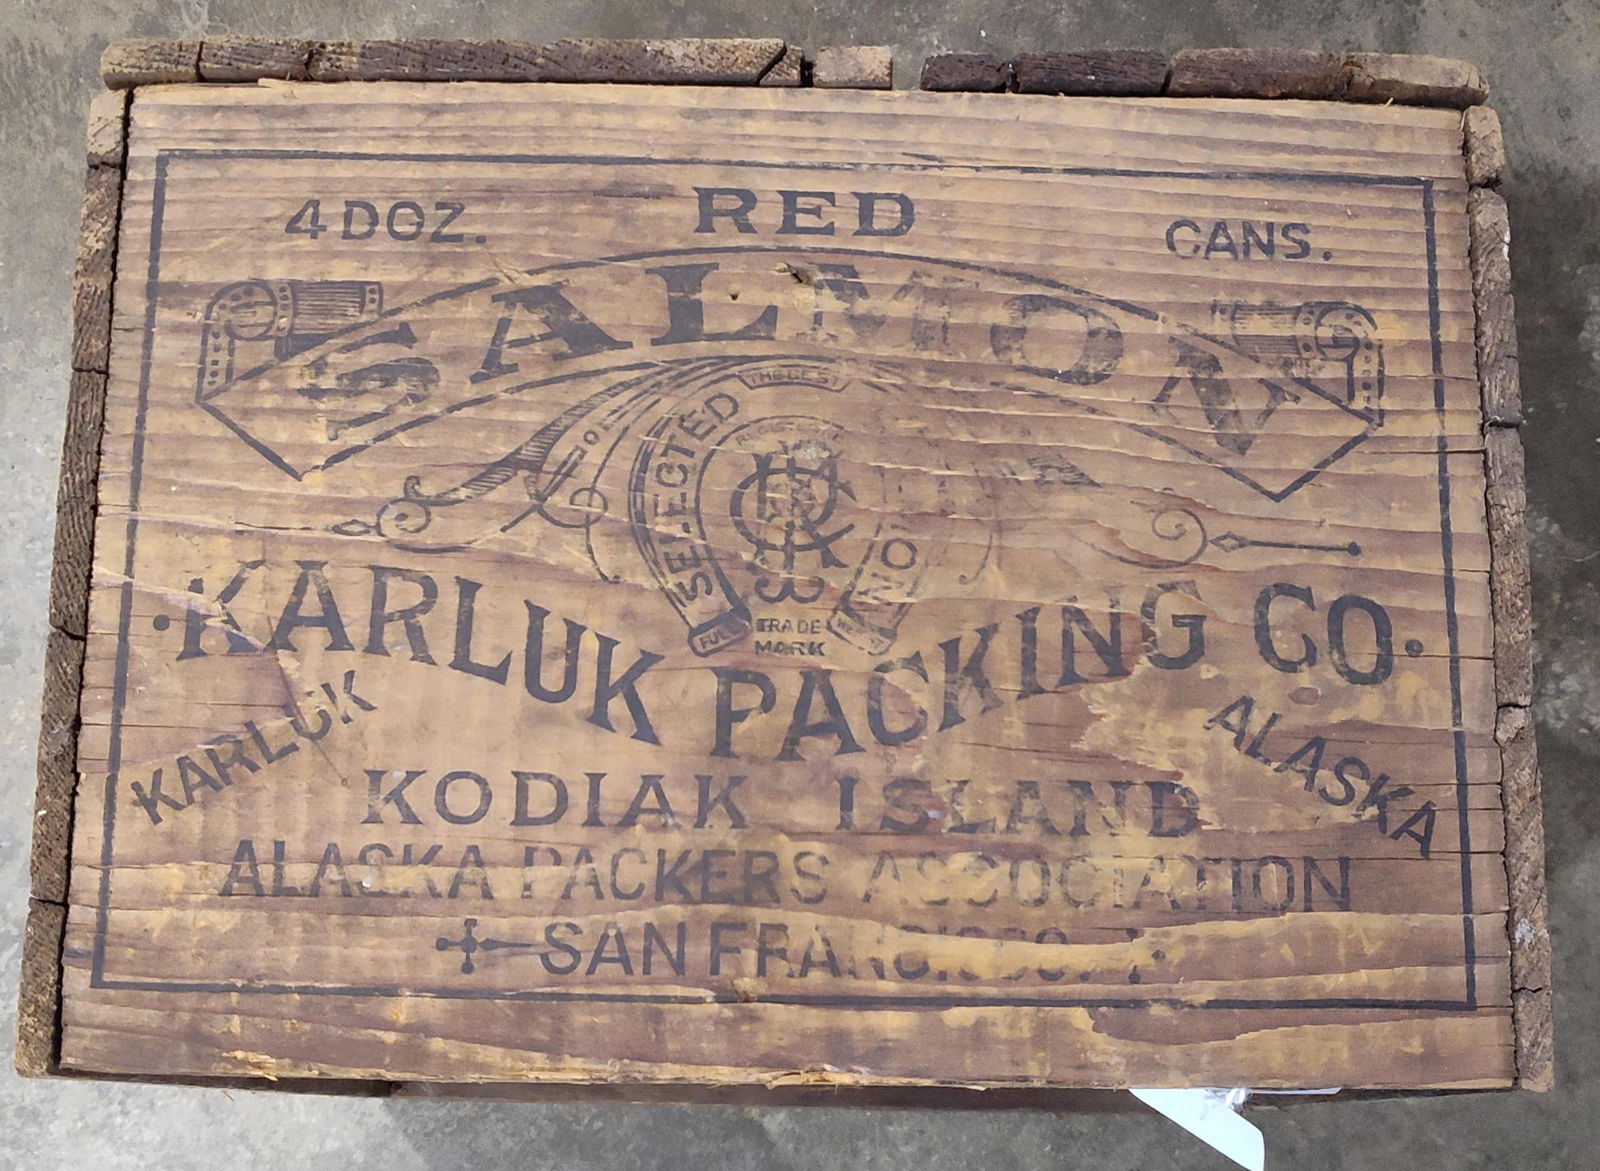 RED
4 DOZ. CANS.
SALMON
THE BEST
SELECTED
FULL
TRADE
MARK
·KARLUK PACKING CO·
KARLUK ALASKA
KODIAK ISLAND
ALASKA PACKERS ASSOCIATION
SAN FRANCISCO.